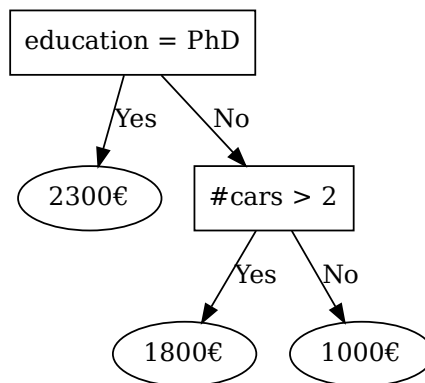 education = PhD
Yes
No
2300€
#cars > 2
Yes
No
1800€
1000€